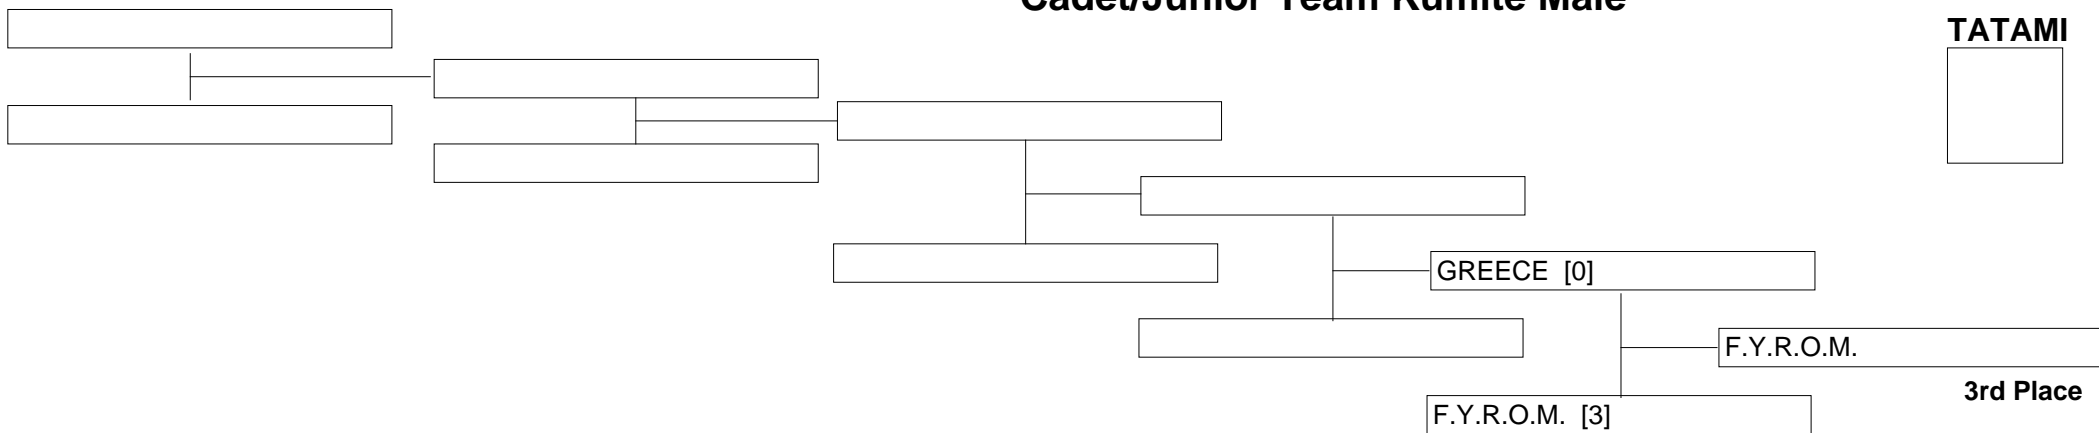 Cadet/Junior Team Kumite Male
TATAMI
GREECE [0]
F.Y.R.O.M.
3rd Place
F.Y.R.O.M. [3]